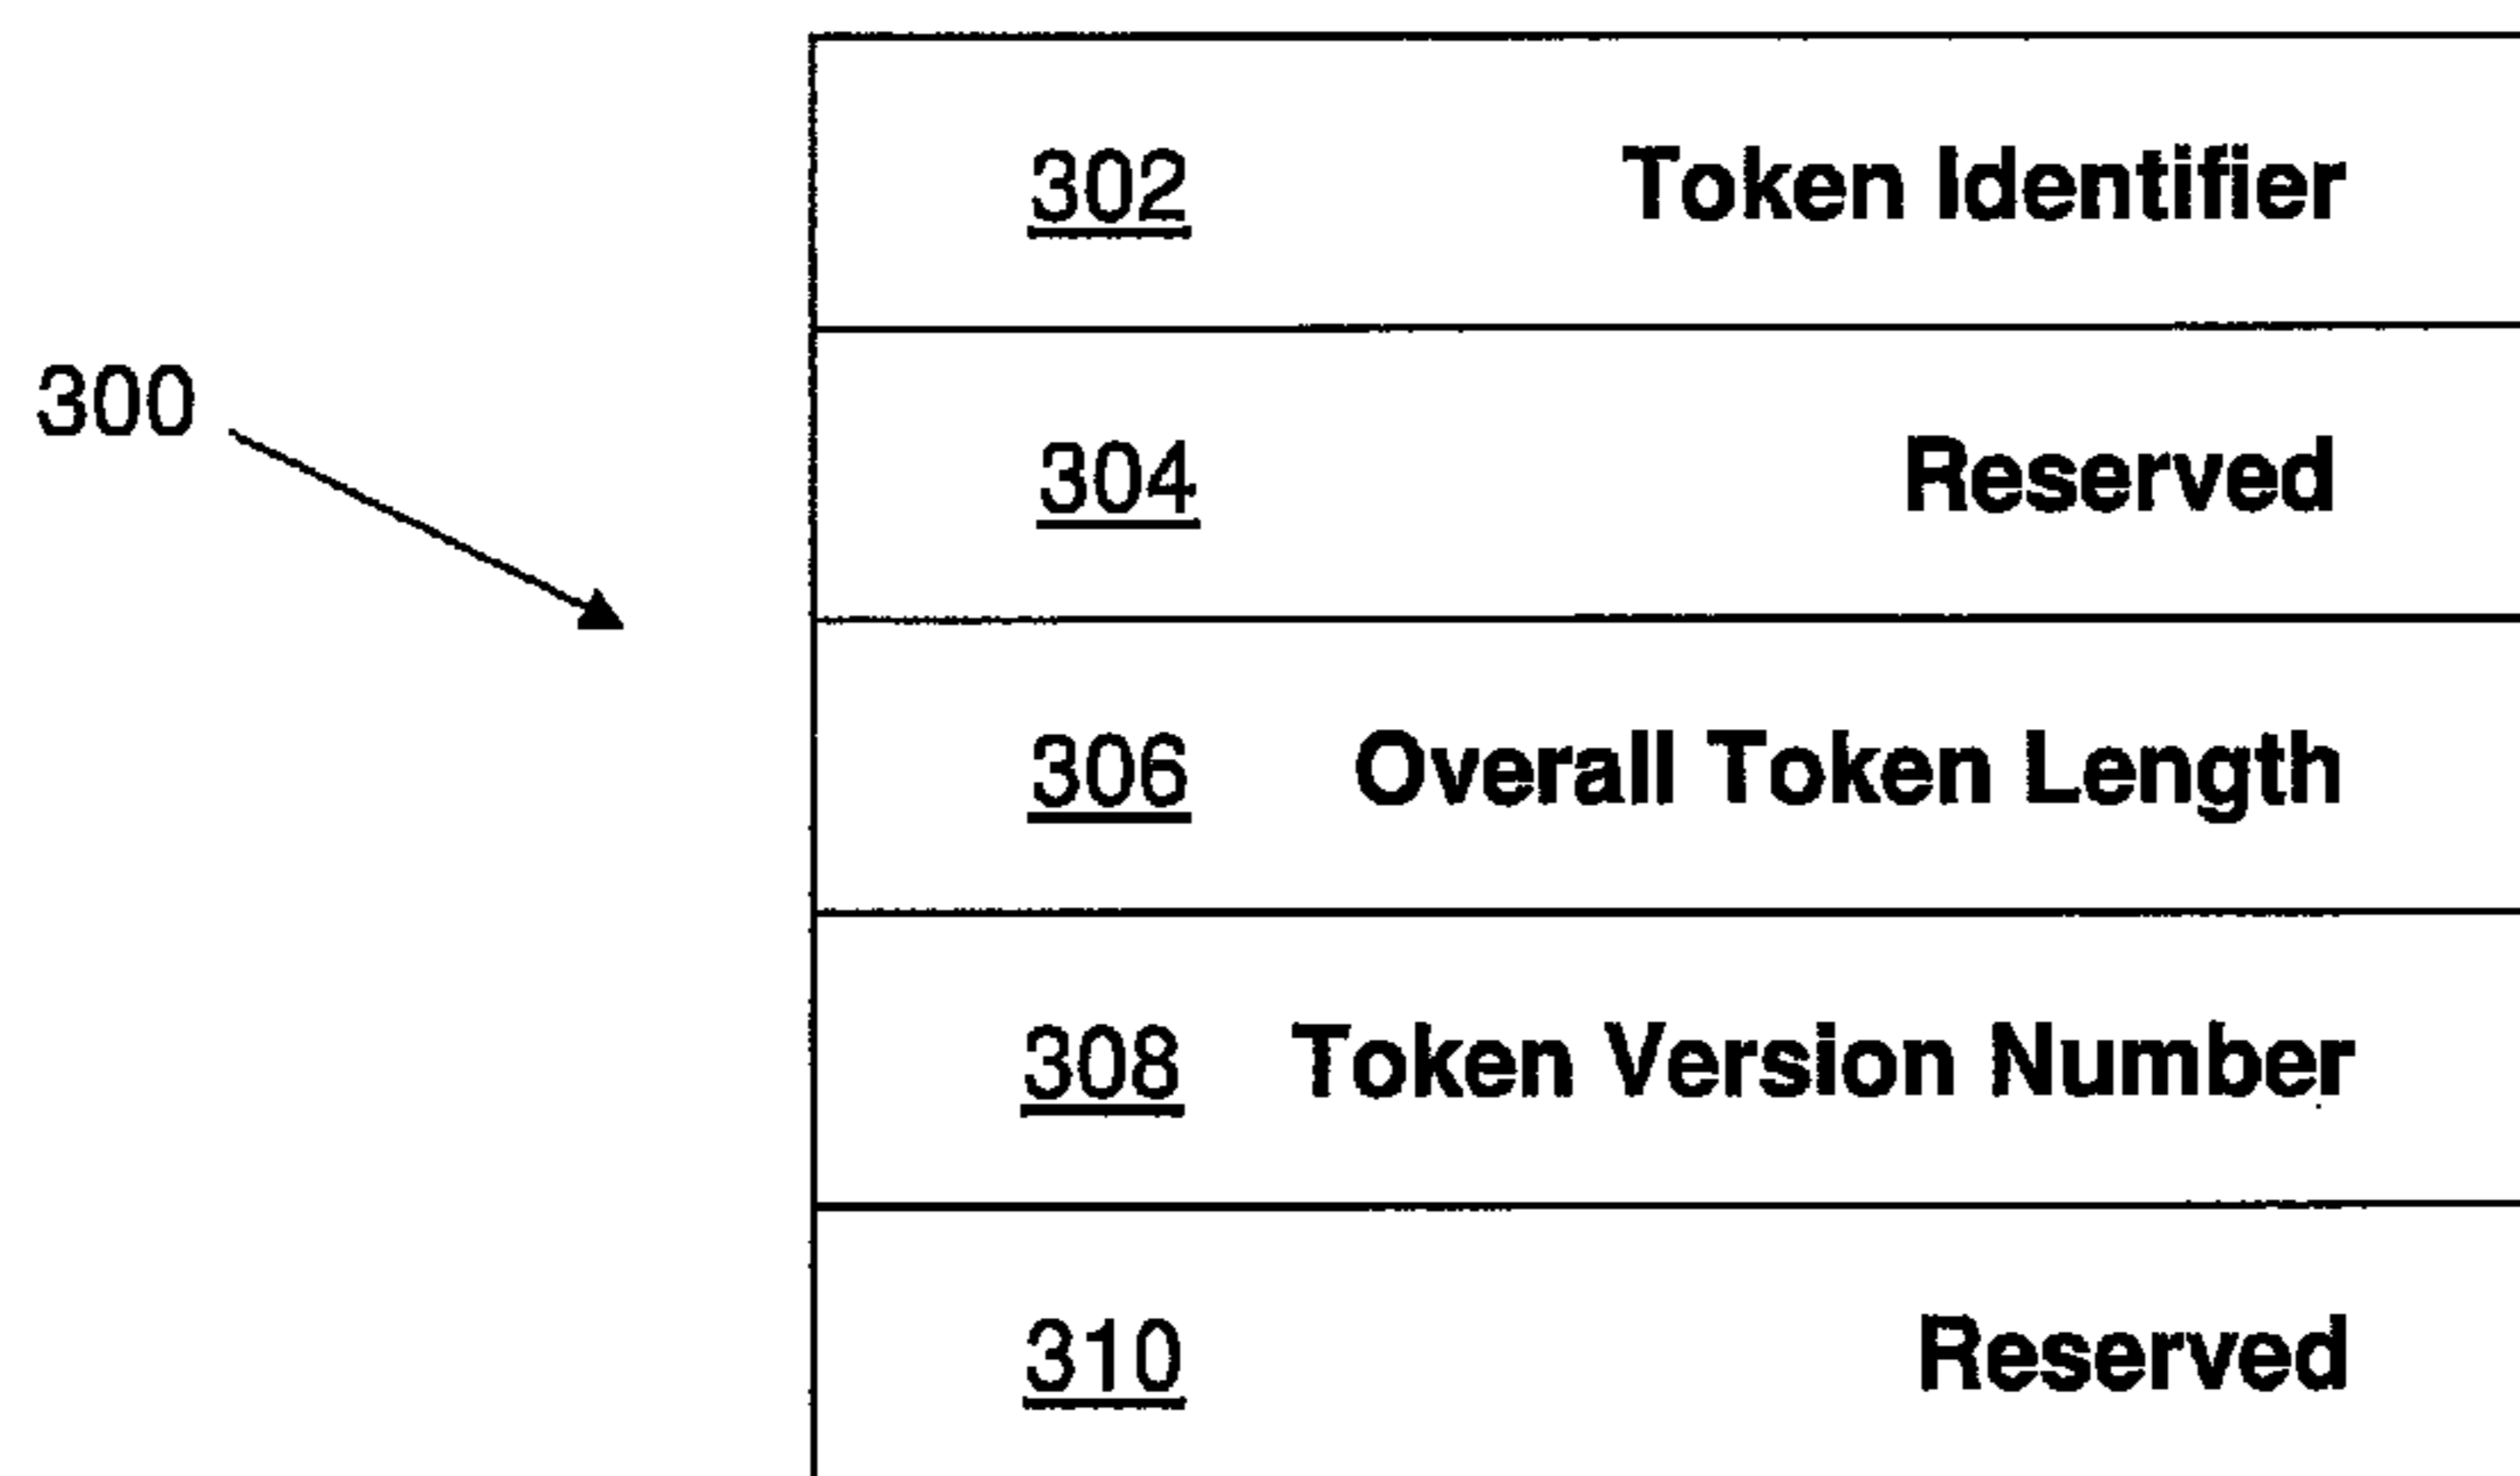 302 Token Identifier
300
304 Reserved
306 Overall Token Length
308 Token Version Number
310 Reserved